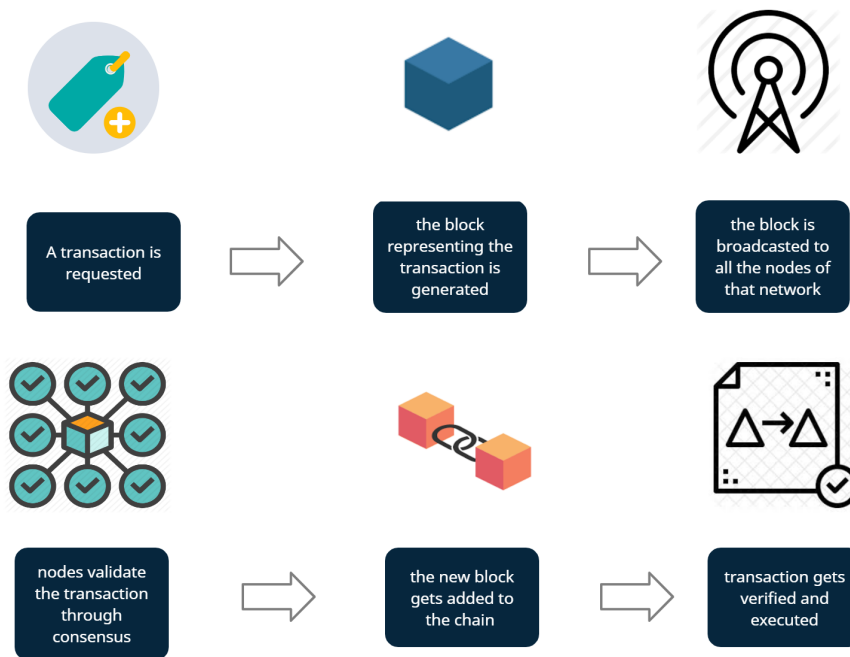 A transaction is
requested
the block
representing the
transaction is
generated
the block is
broadcasted to
all the nodes of
that network
nodes validate
the transaction
through
consensus
the new block
gets added to
the chain
transaction gets
verified and
executed